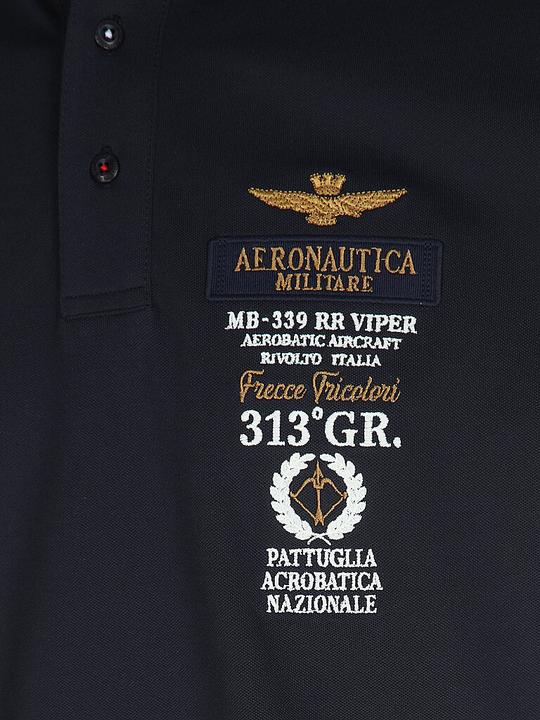 AERONAUTICA
MILITARE
MB-339 RR VIPER
AEROBATIC AIRCRAFT
RIVOLTO ITALIA
Frecce Tricolori
313°GR.
PATTUGLIA
ACROBATICA
NAZIONALE